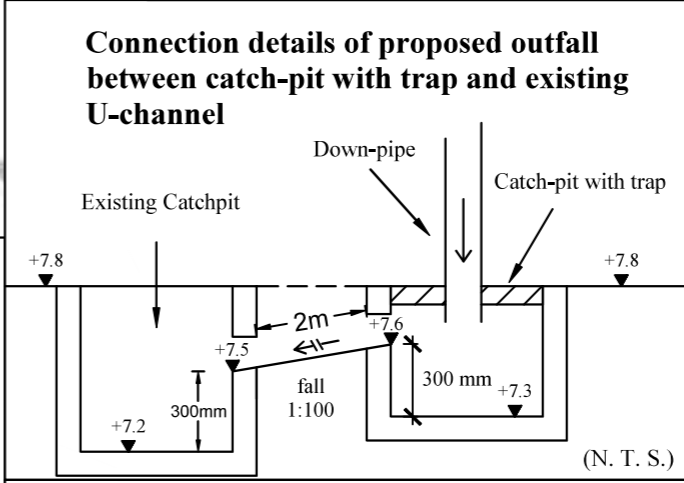 Connection details of proposed outfall
between catch-pit with trap and existing
U-channel
Down-pipe
Catch-pit with trap
Existing Catchpit
+7.8
+7.8
2m
+7.6
+7.5
300 mm
fall
1:100
300mm
+7.3
+7.2
(N. T. S.)